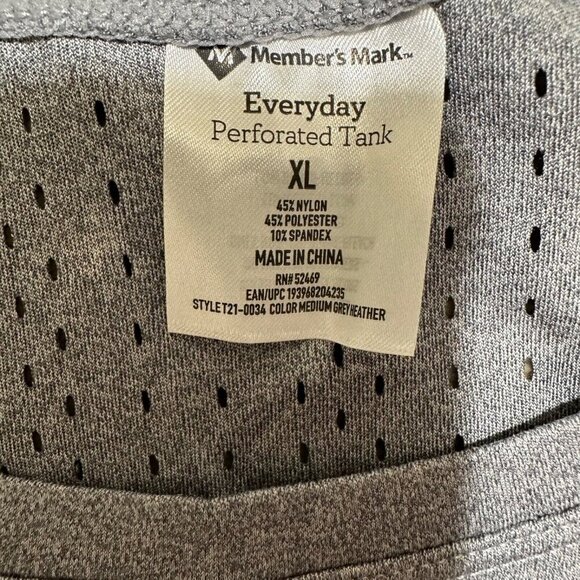 M Member's Mark™
Everyday
Perforated Tank
XL
45% NYLON
45% POLYESTER
10% SPANDEX
MADE IN CHINA
RN# 52469
EAN/UPC 193968204235
STYLE T21-0034 COLOR MEDIUM GREY HEATHER